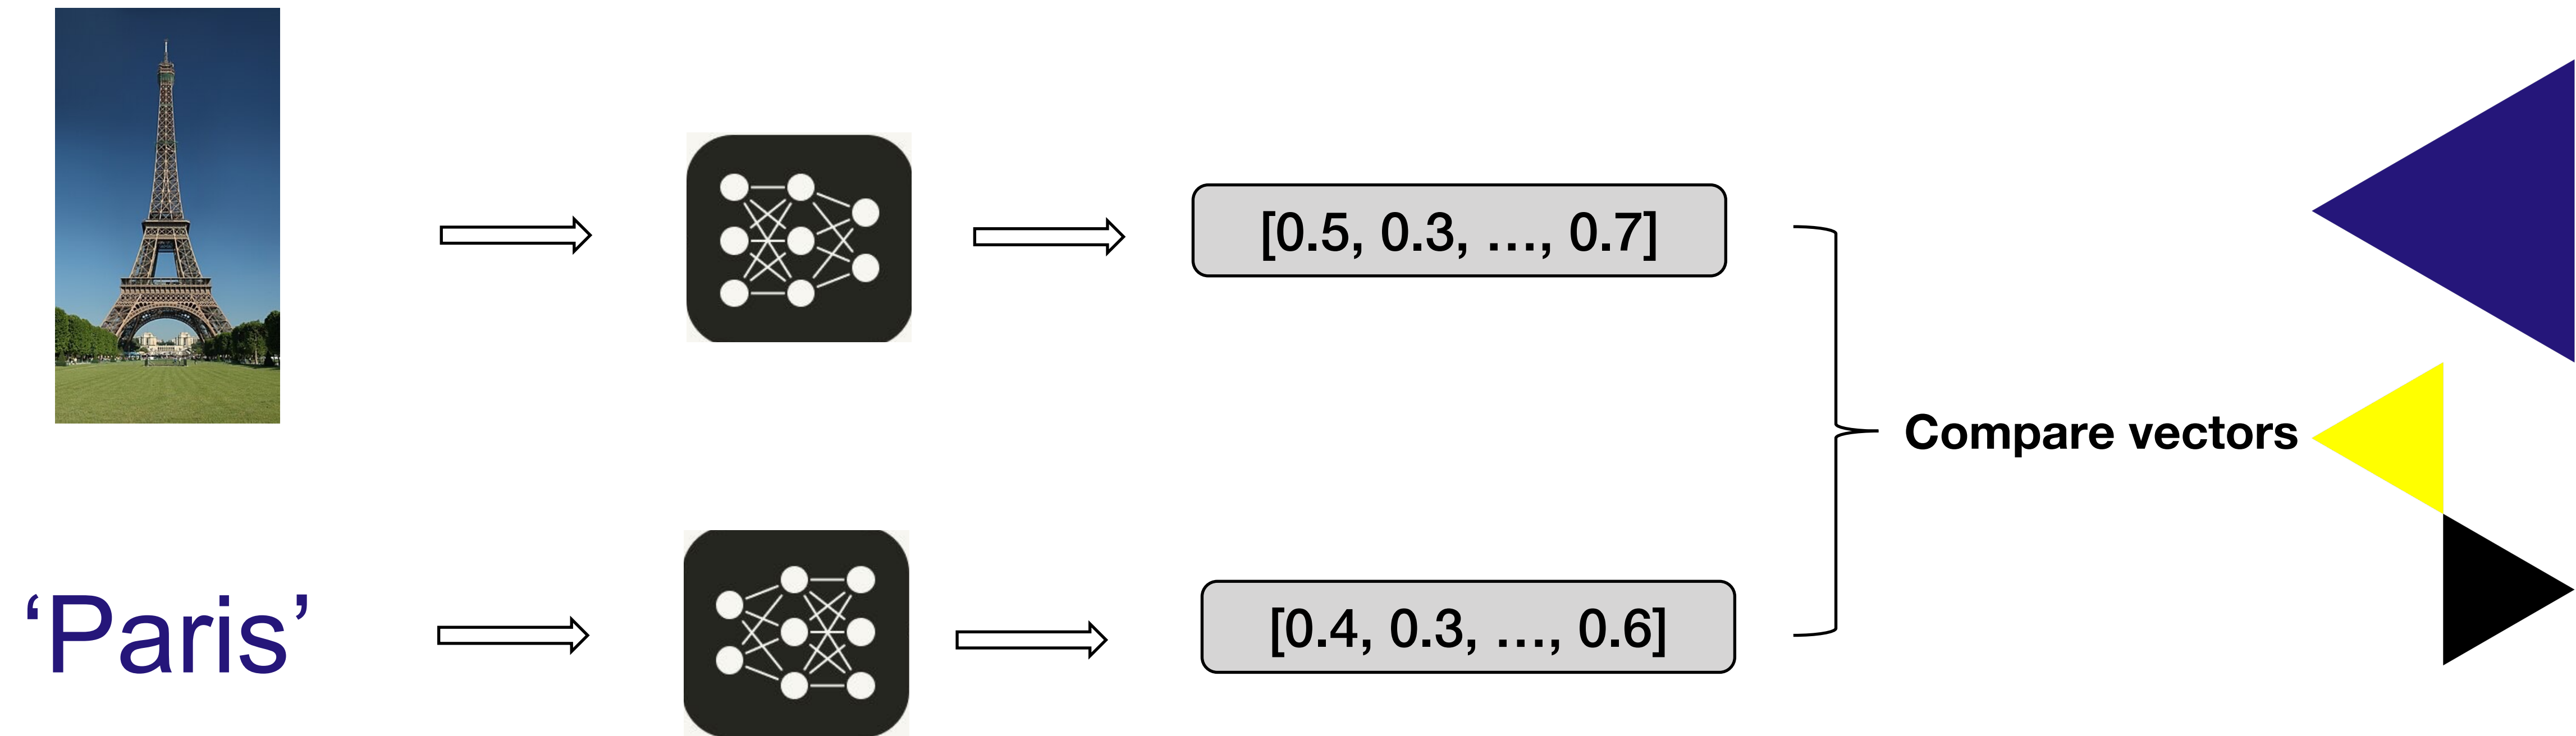 [0.5, 0.3, …, 0.7]
Compare vectors
‘Paris’
[0.4, 0.3, …, 0.6]